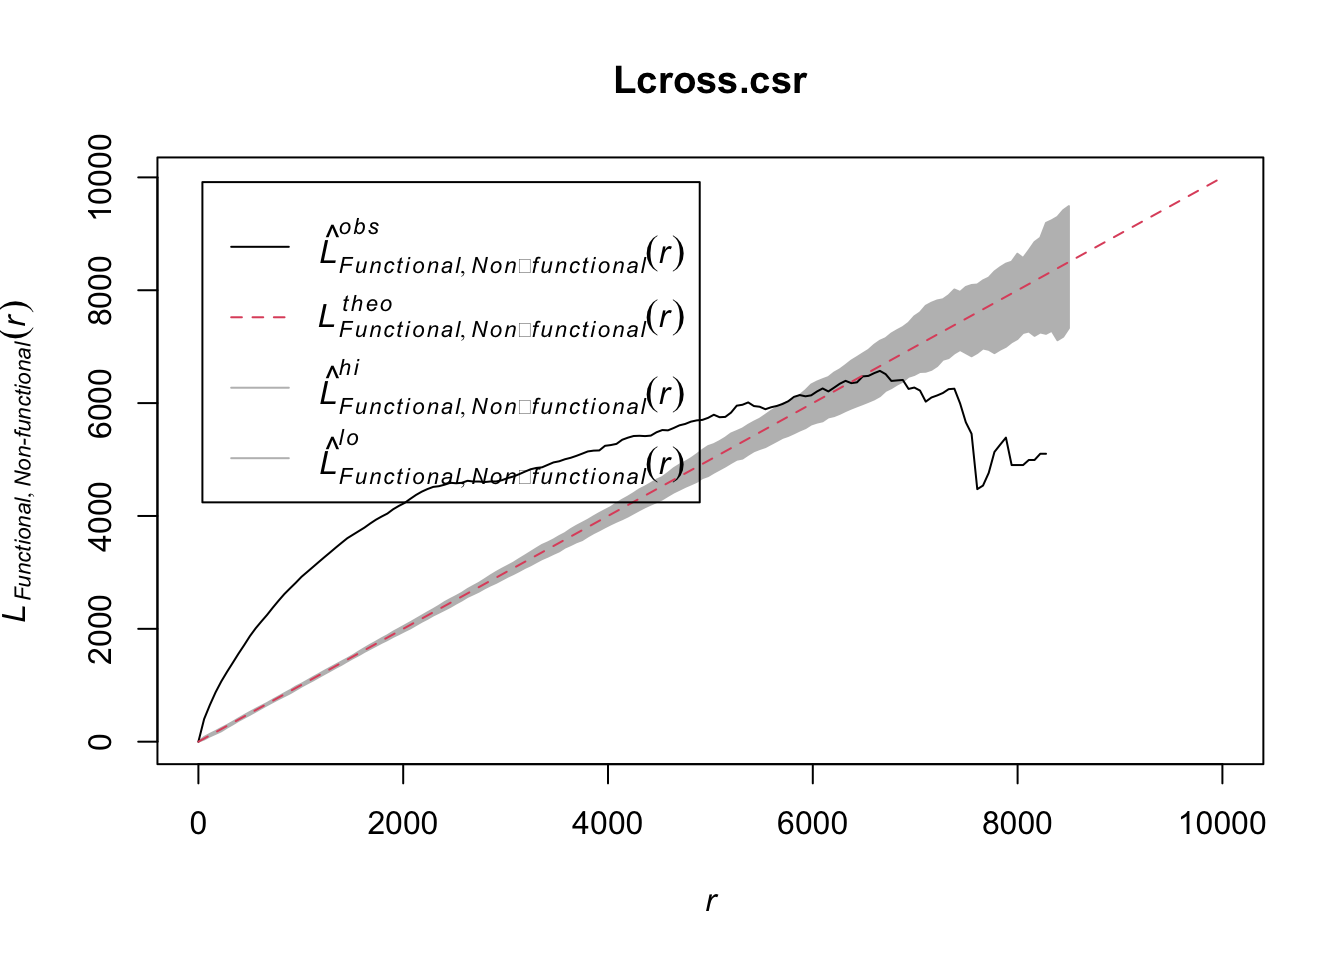 Lcross.csr
L Functional, Non-functional(r)
10000
8000
6000
4000
2000
0
L̂ obs Functional, Non□functional(r)
L theo Functional, Non□functional(r)
L̂ hi Functional, Non□functional(r)
L̂ lo Functional, Non□functional(r)
0 2000 4000 6000 8000 10000
r